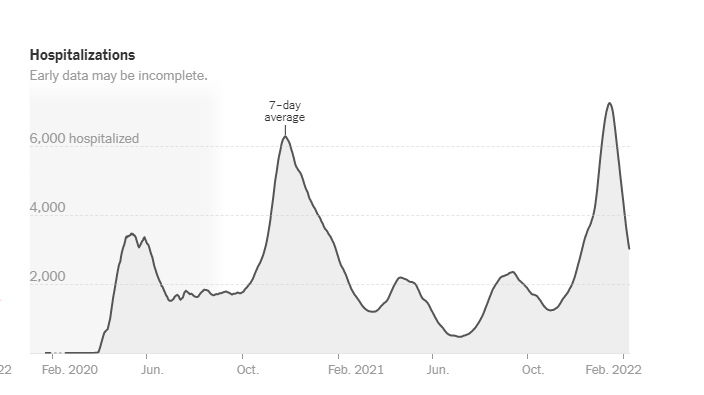 Hospitalizations
Early data may be incomplete.
7–day
average
6,000 hospitalized
4,000
2,000
22 Feb. 2020 Jun. Oct. Feb. 2021 Jun. Oct. Feb. 2022